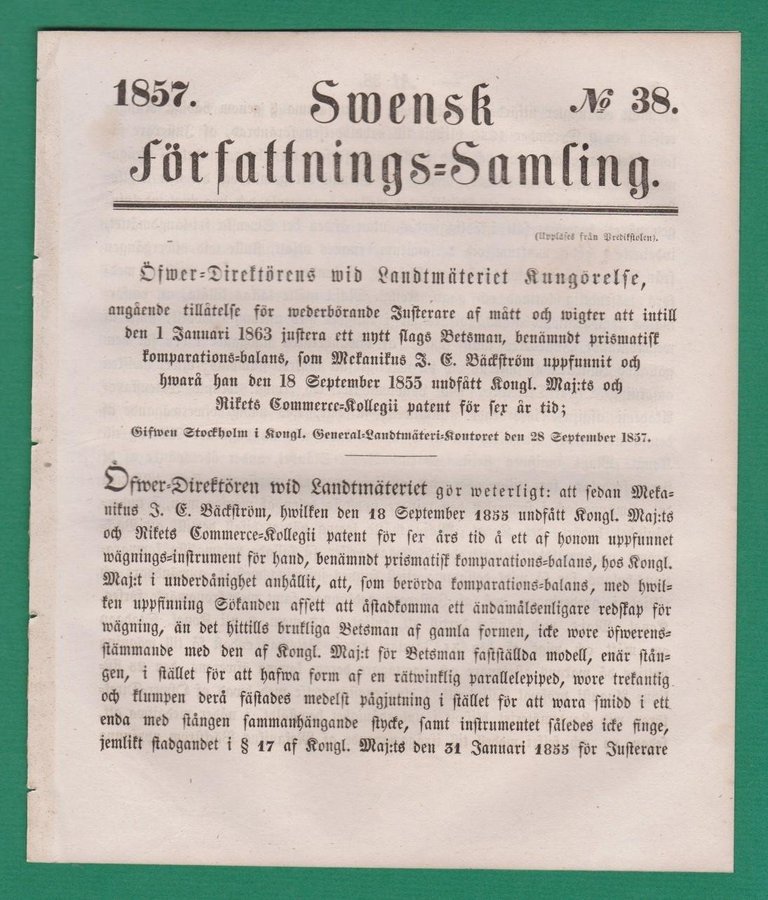 1857.
Swensk
№ 38.
Författnings=Samling.
(Uppläses från Predikstolen).
Öfwer=Direktörens wid Landtmäteriet Kungörelse,
angående tillåtelse för wederbörande Justerare af mått och wigter att intill
den 1 Januari 1863 justera ett nytt slags Betsman, benämndt prismatisk
komparations=balans, som Mekanikus J. E. Bäckström uppfunnit och
hwarå han den 18 September 1855 undfått Kongl. Maj:ts och
Rikets Commerce=Kollegii patent för sex år tid;
Gifwen Stockholm i Kongl. General=Landtmäteri=Kontoret den 28 September 1857.
Öfwer=Direktören wid Landtmäteriet gör weterligt: att sedan Meka=
nikus J. E. Bäckström, hwilken den 18 September 1855 undfått Kongl. Maj:ts
och Rikets Commerce=Kollegii patent för sex års tid å ett af honom uppfunnet
wägnings=instrument för hand, benämndt prismatisk komparations=balans, hos Kongl.
Maj:t i underdånighet anhållit, att, som berörda komparations=balans, med hwil=
ken uppfinning Sökanden afsett att åstadkomma ett ändamålsenligare redskap för
wägning, än det hittills brukliga Betsman af gamla formen, icke wore öfwerens=
stämmande med den af Kongl. Maj:t för Betsman fastställda modell, enär stån=
gen, i stället för att hafwa form af en rätwinklig parallelepiped, wore trekantig
och klumpen derå fästades medelst pågjutning i stället för att wara smidd i ett
enda med stången sammanhängande stycke, samt instrumentet således icke finge,
jemlikt stadgandet i § 17 af Kongl. Maj:ts den 31 Januari 1855 för Justerare